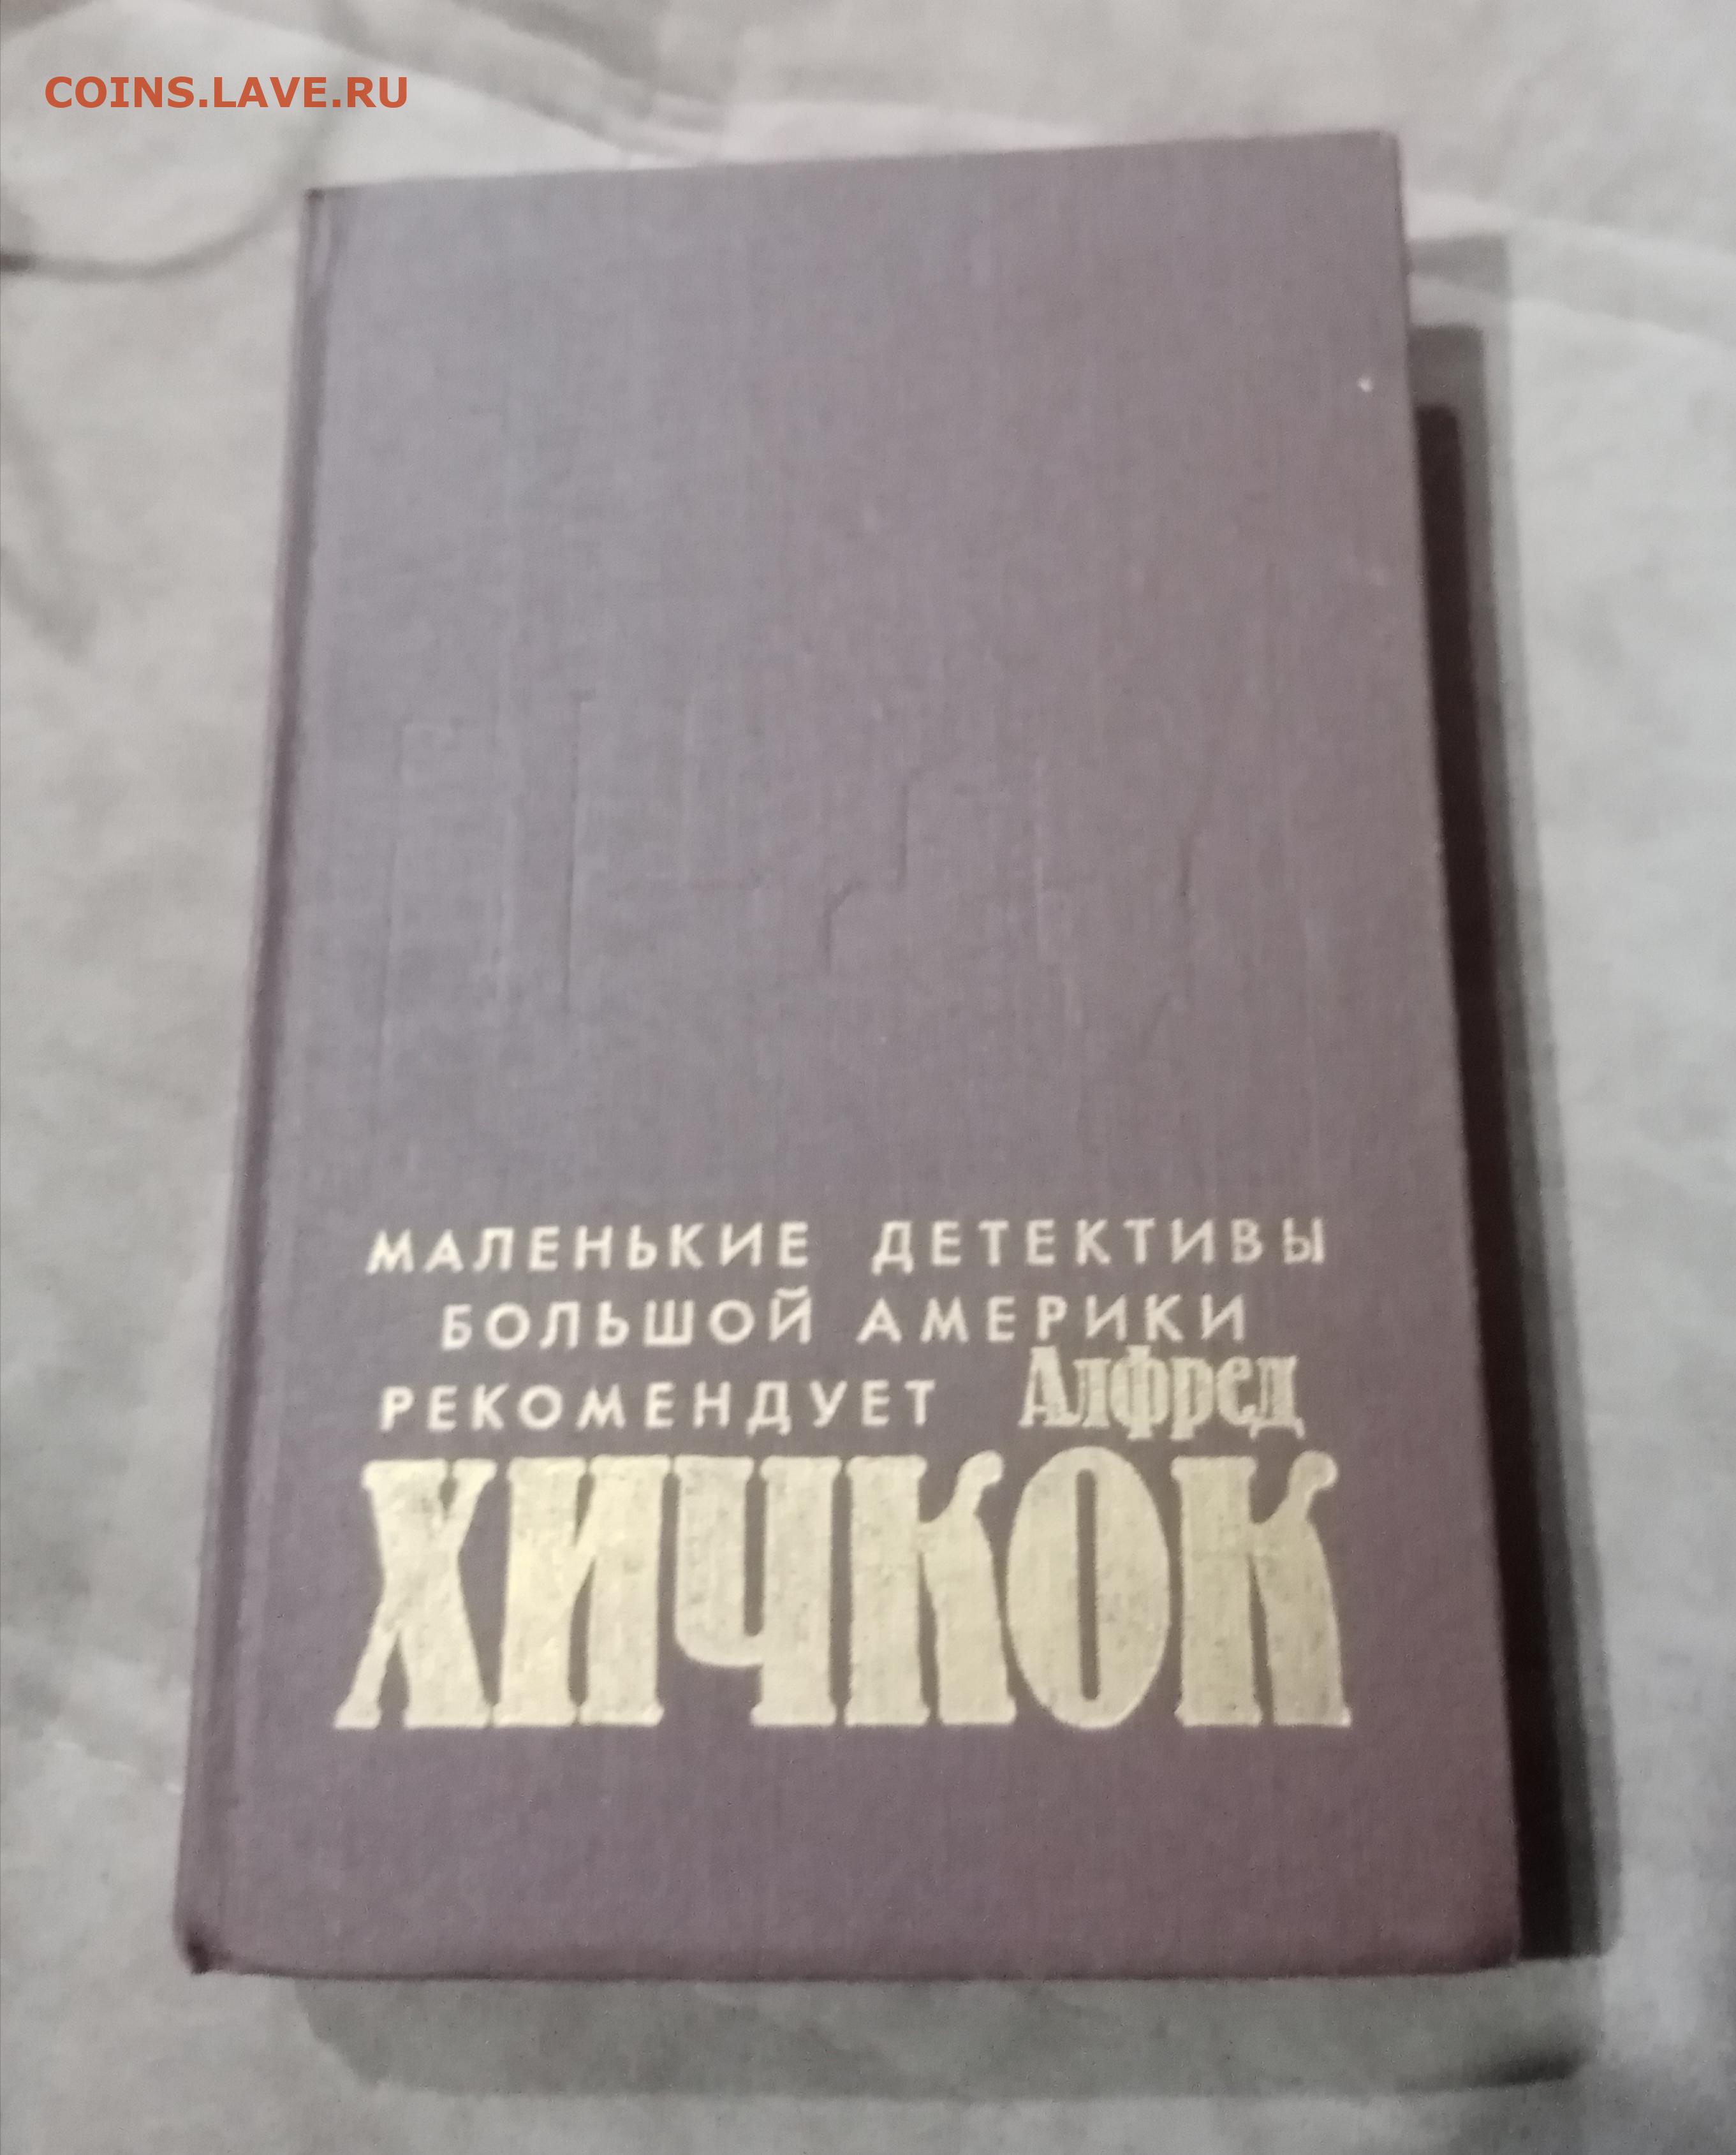 COINS.LAVE.RU
МАЛЕНЬКИЕ ДЕТЕКТИВЫ
БОЛЬШОЙ АМЕРИКИ
РЕКОМЕНДУЕТ Алфред
ХИЧКОК